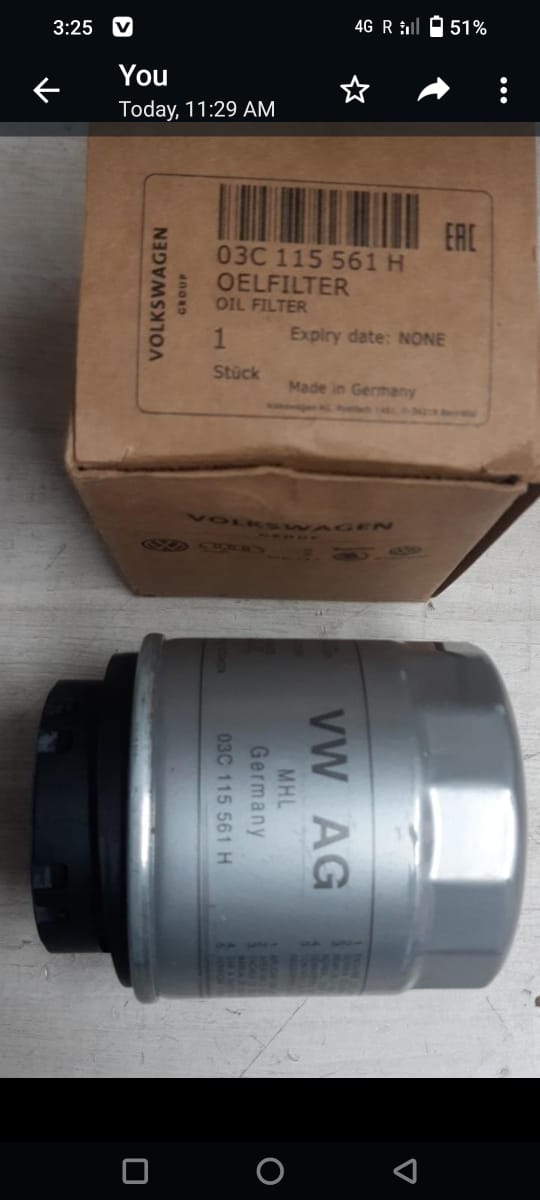 3:25
4G R 51%
You
Today, 11:29 AM
EAC
03C 115 561 H
OELFILTER
OIL FILTER
VOLKSWAGEN
GROUP
1
Expiry date: NONE
Stück
Made in Germany
VOLKSWAGEN
GROUP
VW AG
MHL
Germany
03C 115 561 H